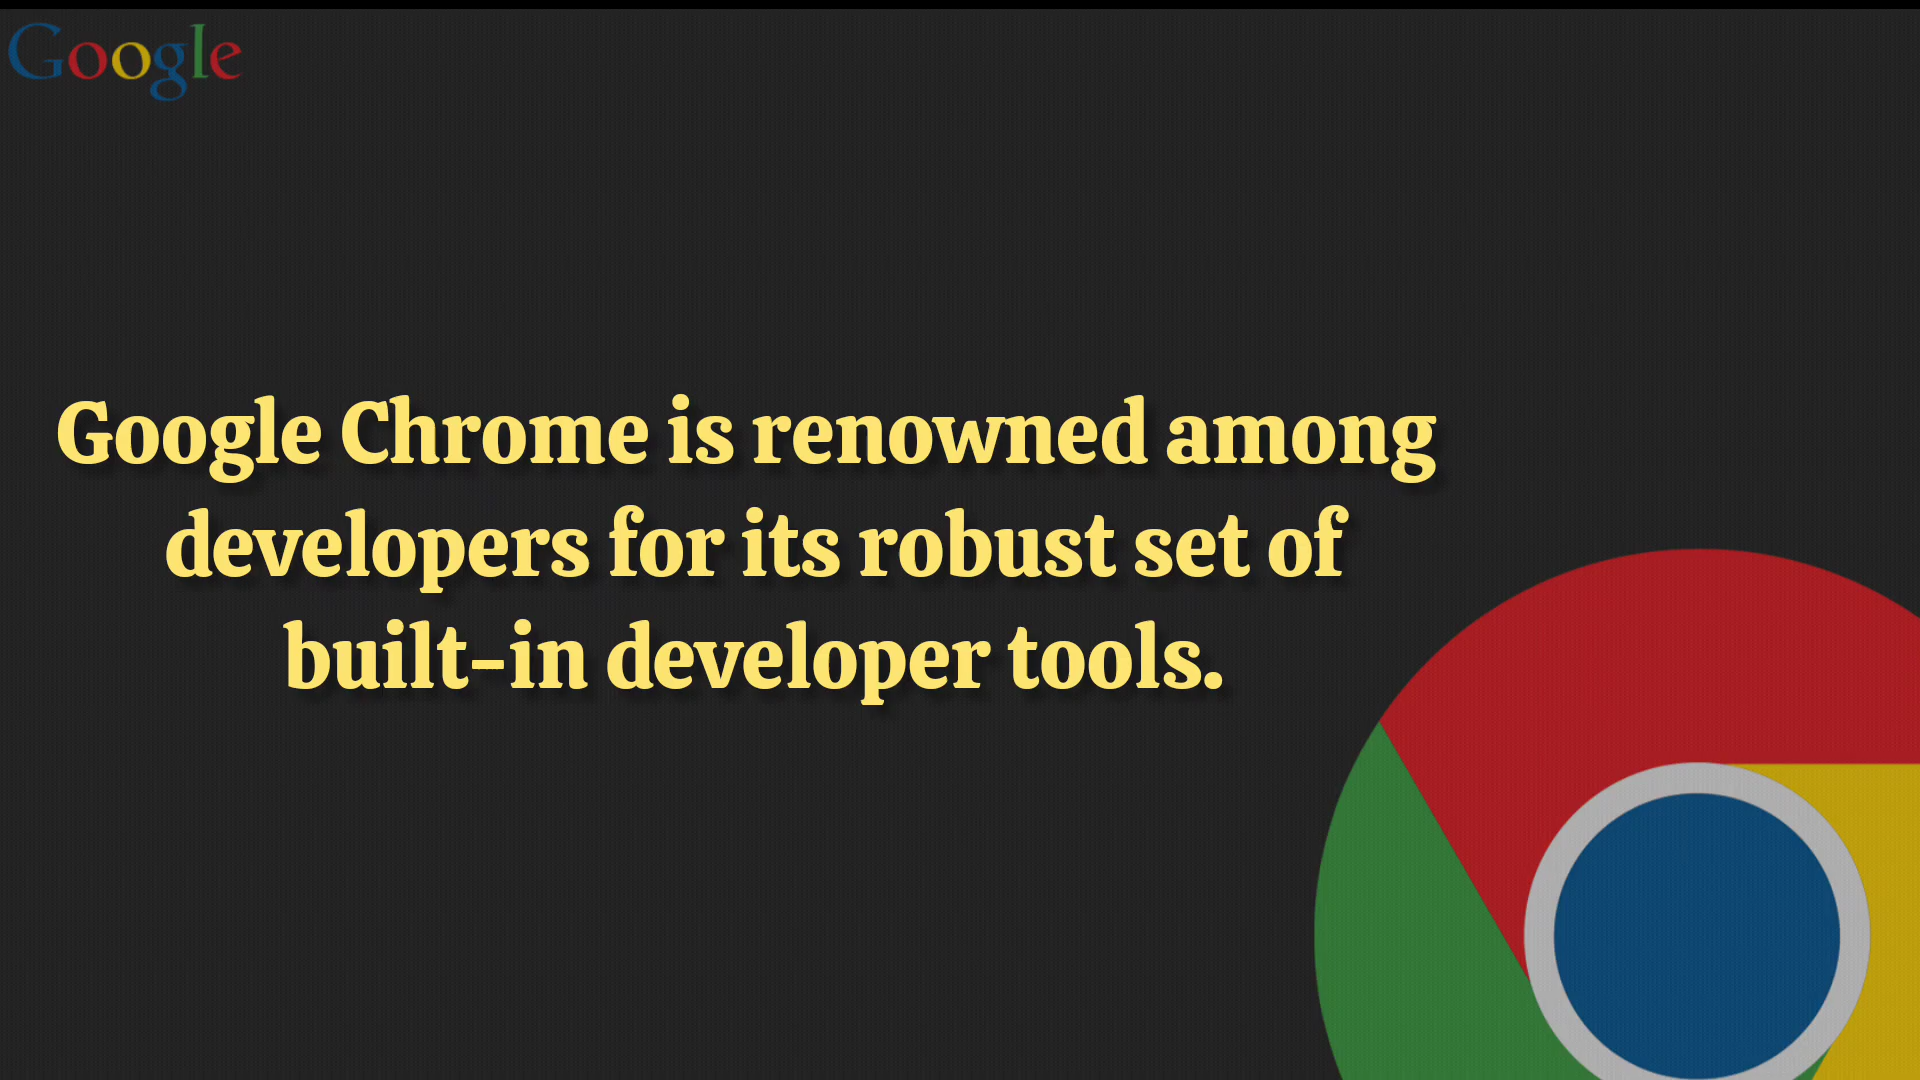 Google
Google Chrome is renowned among
developers for its robust set of
built-in developer tools.